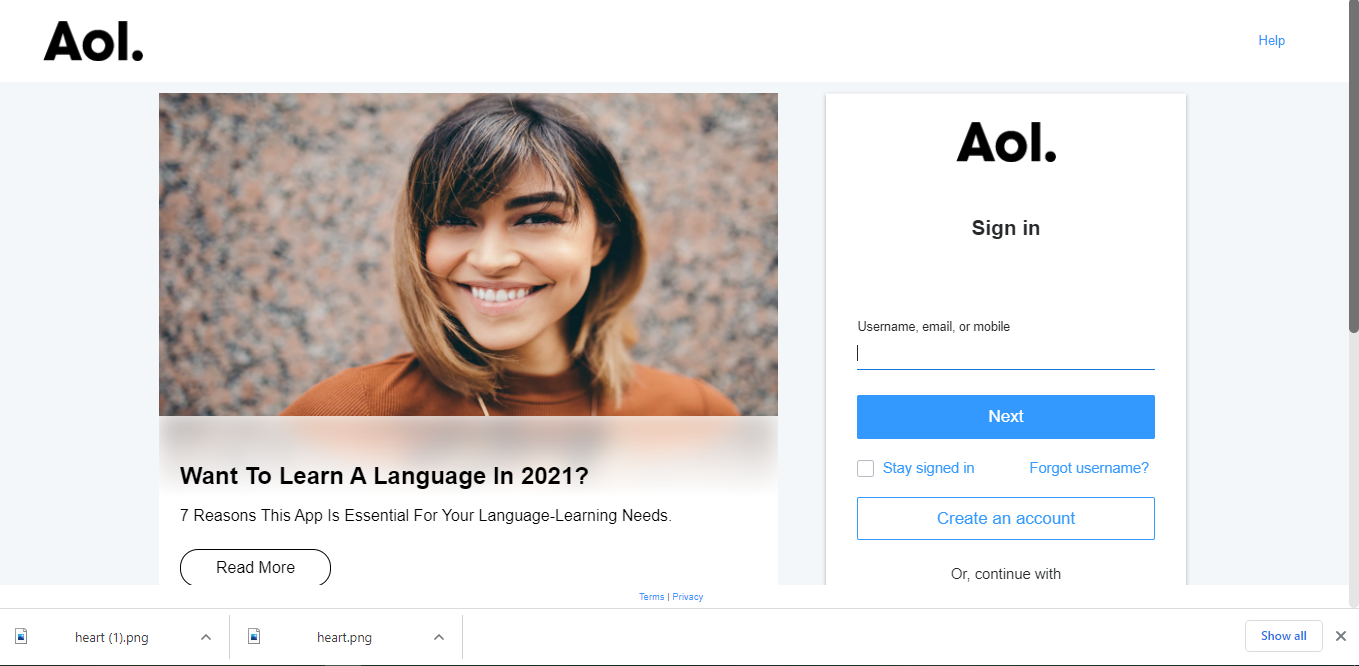 Aol.
Help
Want To Learn A Language In 2021?
7 Reasons This App Is Essential For Your Language-Learning Needs.
Read More
Aol.
Sign in
Username, email, or mobile
Next
Stay signed in
Forgot username?
Create an account
Or, continue with
Terms | Privacy
heart (1).png
heart.png
Show all